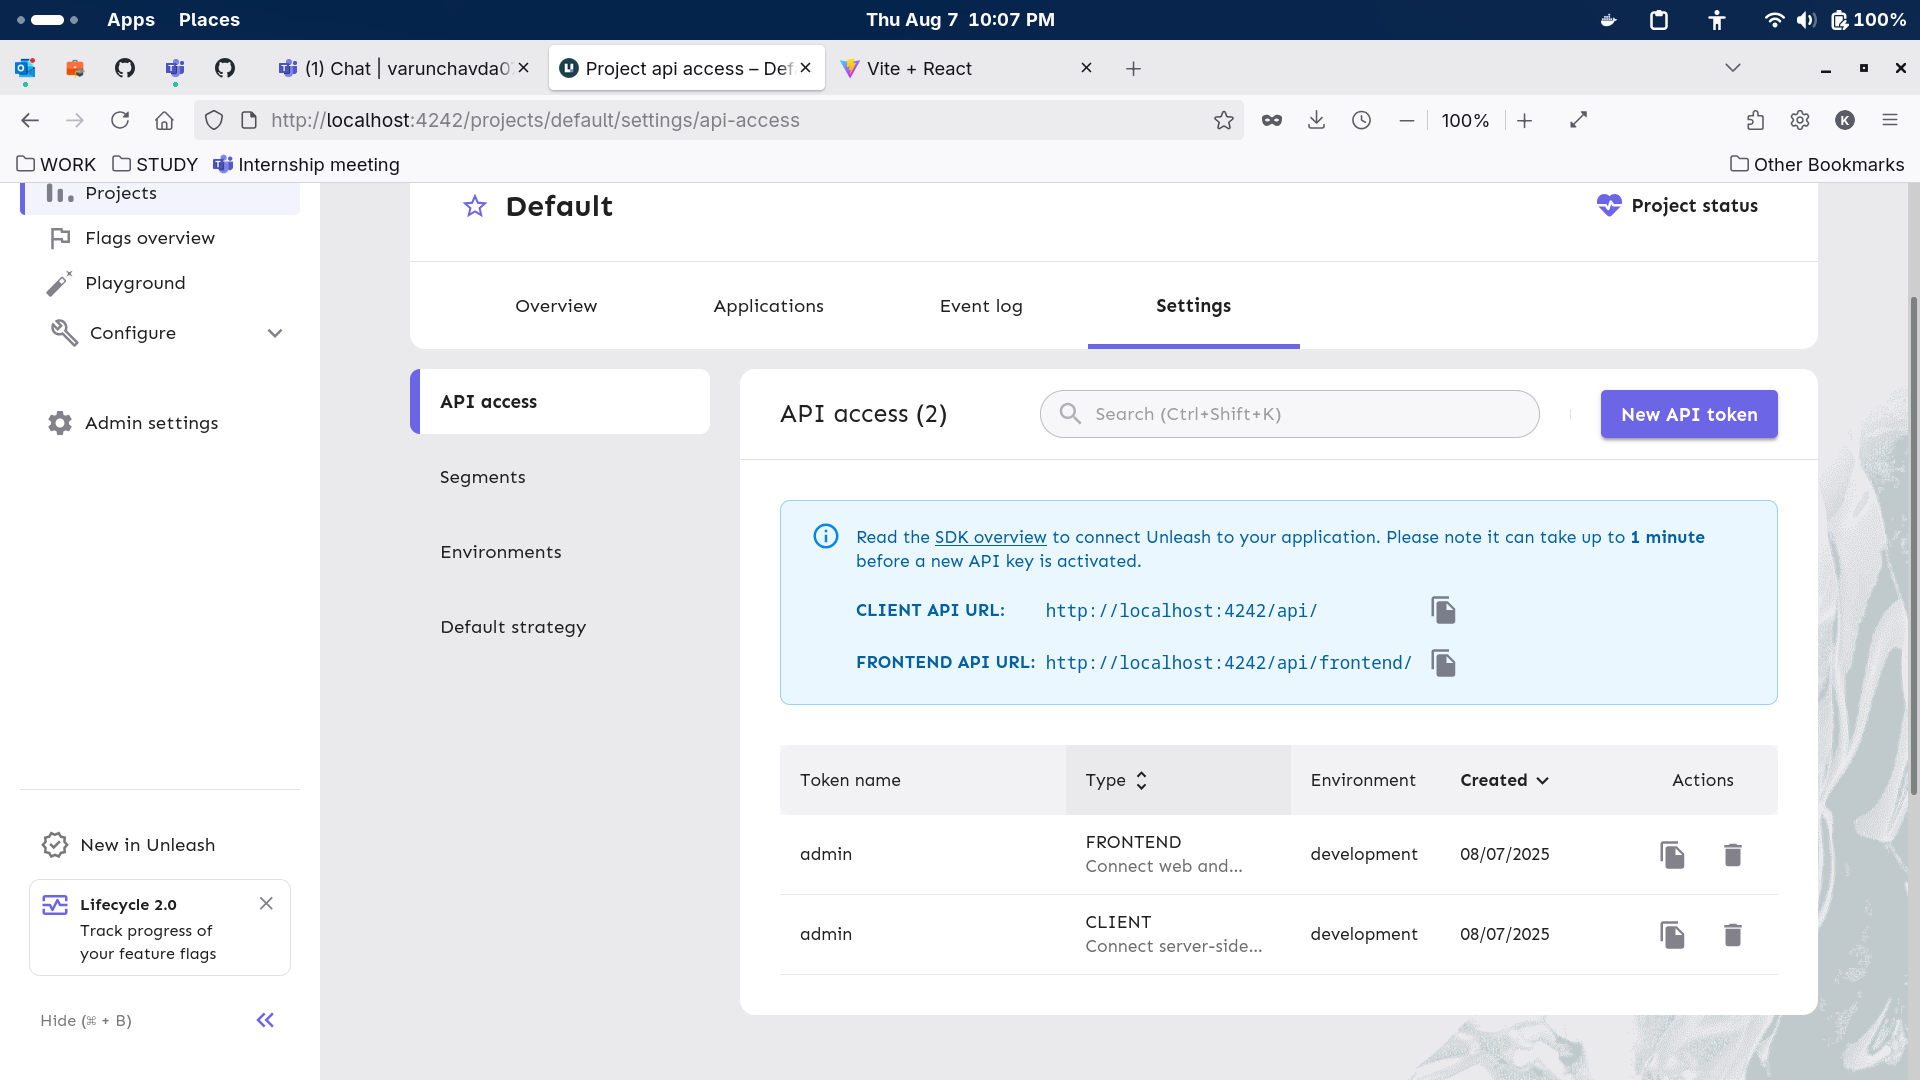 Apps Places
Thu Aug 7 10:07 PM
100%
(1) Chat | varunchavda0
Project api access – Def
Vite + React
http://localhost:4242/projects/default/settings/api-access
100%
K
WORK
STUDY
Internship meeting
Other Bookmarks
Projects
Flags overview
Playground
Configure
Admin settings
New in Unleash
Lifecycle 2.0
Track progress of
your feature flags
Hide (⌘ + B)
Default
Project status
Overview
Applications
Event log
Settings
API access
Segments
Environments
Default strategy
API access (2)
Search (Ctrl+Shift+K)
New API token
Read the SDK overview to connect Unleash to your application. Please note it can take up to 1 minute
before a new API key is activated.
CLIENT API URL: http://localhost:4242/api/
FRONTEND API URL: http://localhost:4242/api/frontend/
Token name Type Environment Created Actions
admin FRONTEND development 08/07/2025
Connect web and...
admin CLIENT development 08/07/2025
Connect server-side...